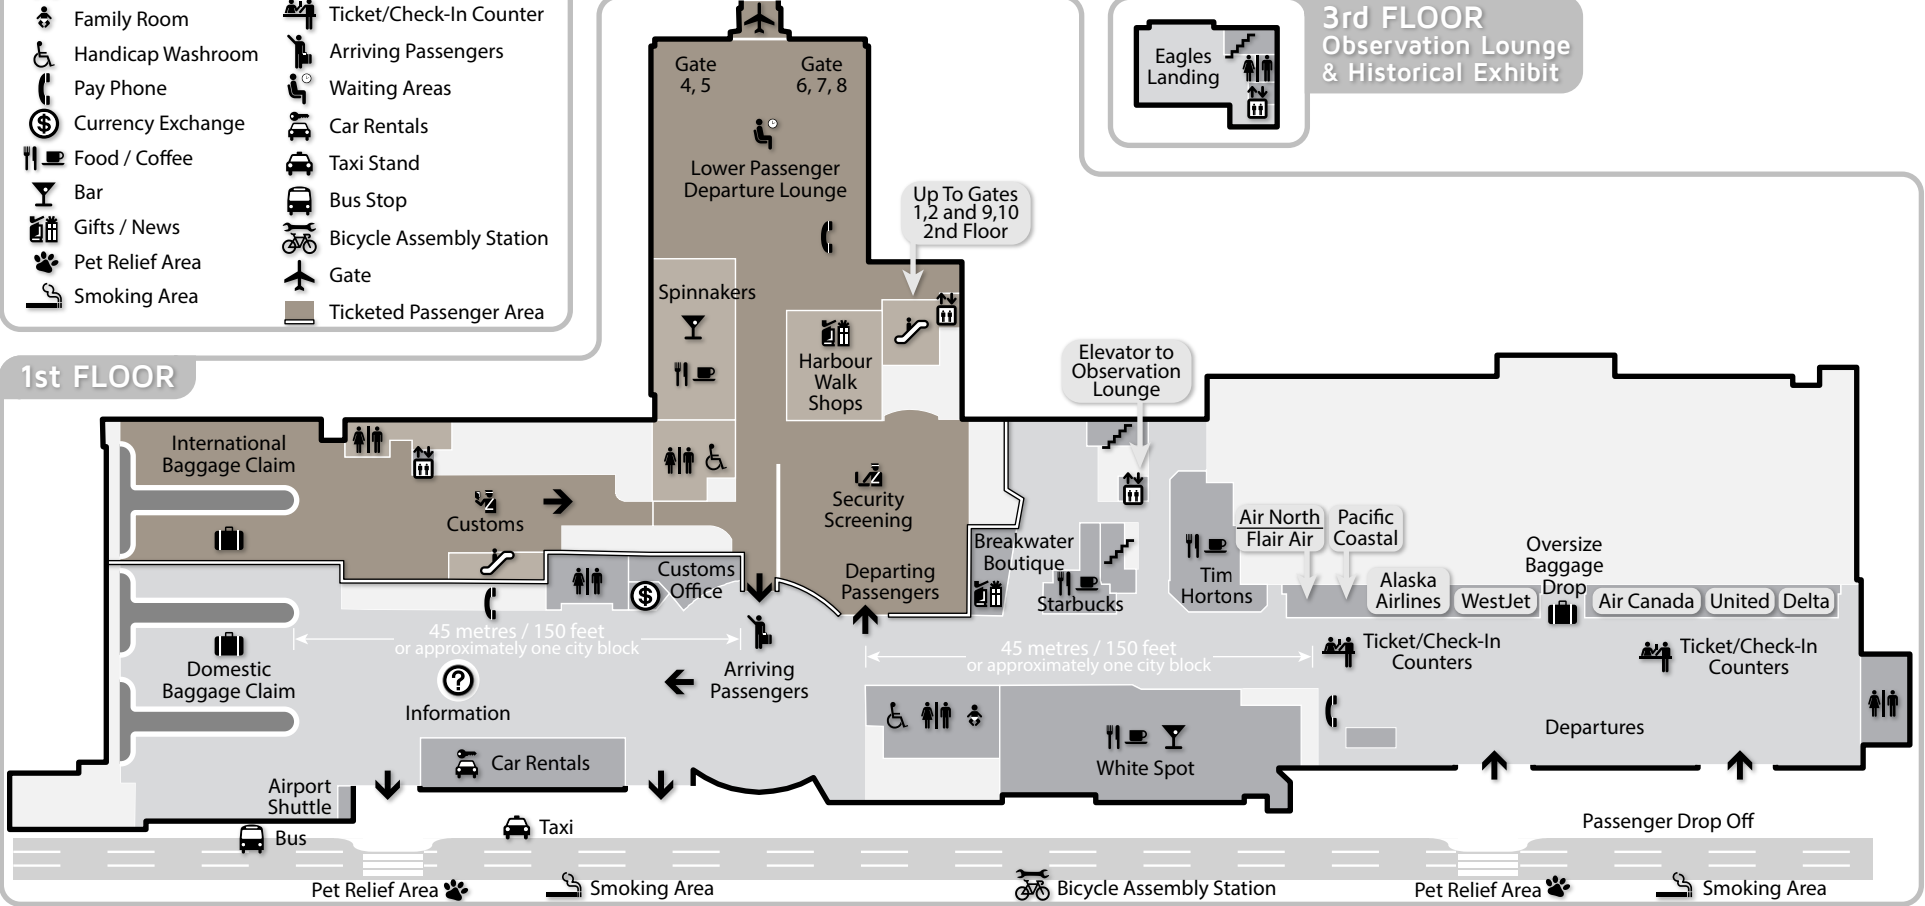 Family Room
Handicap Washroom
Pay Phone
Currency Exchange
Food / Coffee
Bar
Gifts / News
Pet Relief Area
Smoking Area
Ticket/Check-In Counter
Arriving Passengers
Waiting Areas
Car Rentals
Taxi Stand
Bus Stop
Bicycle Assembly Station
Gate
Ticketed Passenger Area
3rd FLOOR
Observation Lounge
& Historical Exhibit
Eagles
Landing
1st FLOOR
Gate
4, 5
Gate
6, 7, 8
Lower Passenger
Departure Lounge
Up To Gates
1,2 and 9,10
2nd Floor
Spinnakers
Harbour
Walk
Shops
Elevator to
Observation
Lounge
International
Baggage Claim
Customs
Security
Screening
Departing
Passengers
Customs
Office
$
Breakwater
Boutique
Starbucks
Tim
Hortons
Air North
Flair Air
Pacific
Coastal
Alaska
Airlines
WestJet
Oversize
Baggage
Drop
Air Canada
United
Delta
Ticket/Check-In
Counters
Ticket/Check-In
Counters
45 metres / 150 feet
or approximately one city block
45 metres / 150 feet
or approximately one city block
Domestic
Baggage Claim
?
Information
Arriving
Passengers
Car Rentals
White Spot
Departures
Airport
Shuttle
Bus
Taxi
Passenger Drop Off
Pet Relief Area
Smoking Area
Bicycle Assembly Station
Pet Relief Area
Smoking Area